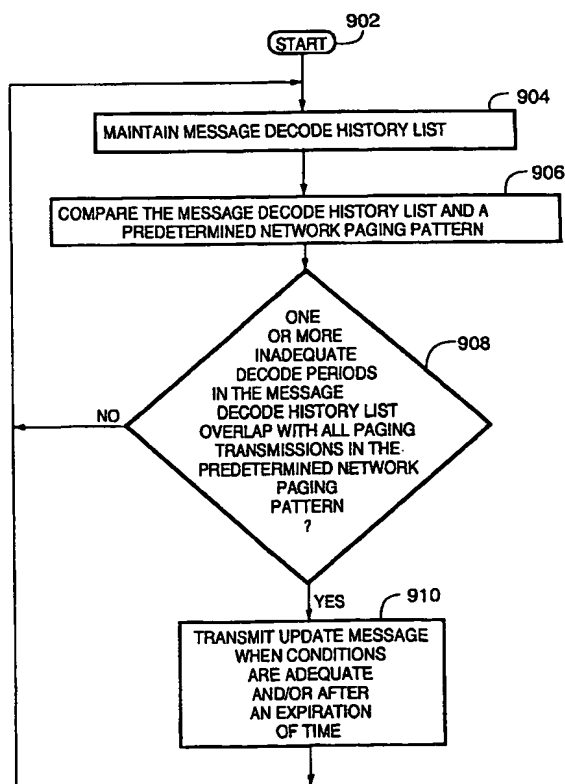 START
902
904
MAINTAIN MESSAGE DECODE HISTORY LIST
906
COMPARE THE MESSAGE DECODE HISTORY LIST AND A
PREDETERMINED NETWORK PAGING PATTERN
908
ONE
OR MORE
INADEQUATE
DECODE PERIODS
IN THE MESSAGE
DECODE HISTORY LIST
OVERLAP WITH ALL PAGING
TRANSMISSIONS IN THE
PREDETERMINED NETWORK
PAGING
PATTERN
?
NO
YES
910
TRANSMIT UPDATE MESSAGE
WHEN CONDITIONS
ARE ADEQUATE
AND/OR AFTER
AN EXPIRATION
OF TIME